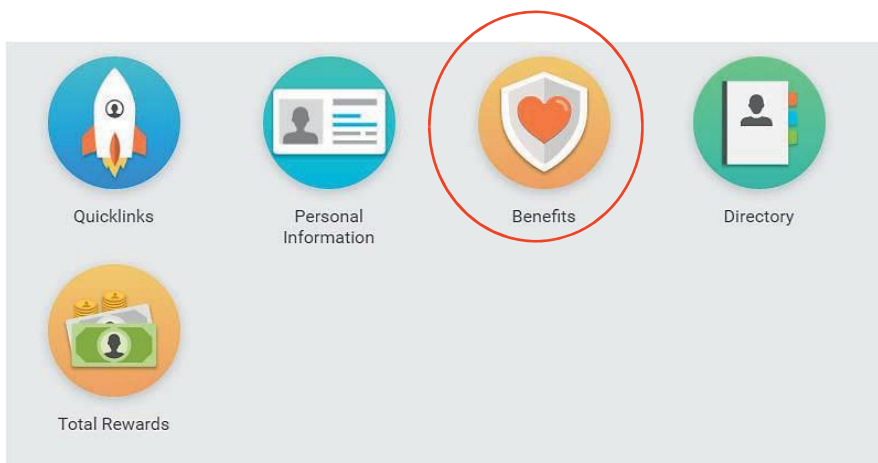 Quicklinks
Personal
Information
Benefits
Directory
Total Rewards